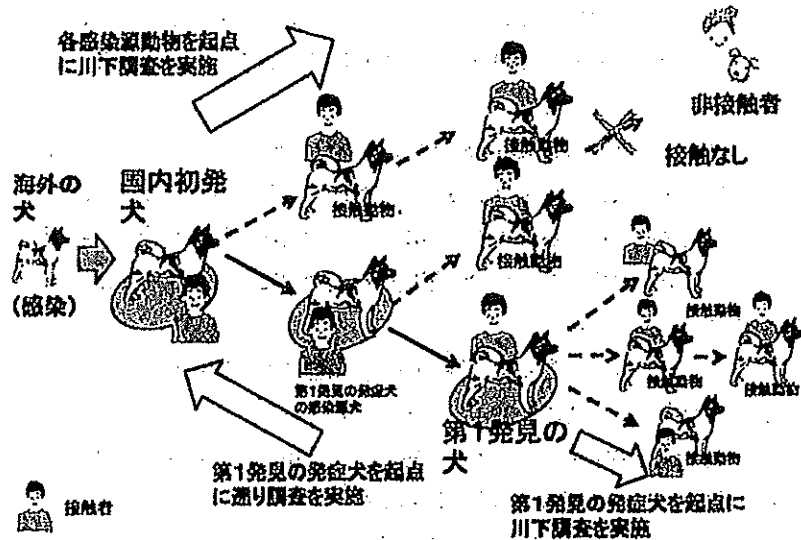 各感染源動物を起点
に川下調査を実施
非接触者
接触なし
接触動物
海外の
犬
(感染)
国内初発
犬
接触動物
接触動物
接触動物
接触動物
接触動物
接触動物
第1発見の発症犬
の感染源犬
第1発見の
犬
第1発見の発症犬を起点
に遡り調査を実施
第1発見の発症犬を起点に
川下調査を実施
接触者